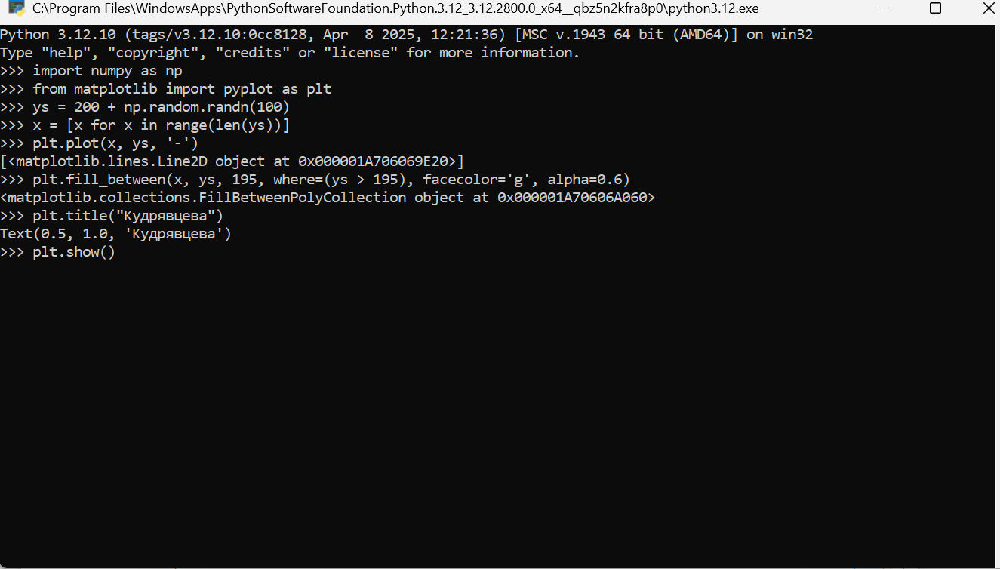 C:\Program Files\WindowsApps\PythonSoftwareFoundation.Python.3.12_3.12.2800.0_x64__qbz5n2kfra8p0\python3.12.exe
Python 3.12.10 (tags/v3.12.10:0cc8128, Apr  8 2025, 12:21:36) [MSC v.1943 64 bit (AMD64)] on win32
Type "help", "copyright", "credits" or "license" for more information.
>>> import numpy as np
>>> from matplotlib import pyplot as plt
>>> ys = 200 + np.random.randn(100)
>>> x = [x for x in range(len(ys))]
>>> plt.plot(x, ys, '-')
[<matplotlib.lines.Line2D object at 0x000001A706069E20>]
>>> plt.fill_between(x, ys, 195, where=(ys > 195), facecolor='g', alpha=0.6)
<matplotlib.collections.FillBetweenPolyCollection object at 0x000001A70606A060>
>>> plt.title("Кудрявцева")
Text(0.5, 1.0, 'Кудрявцева')
>>> plt.show()